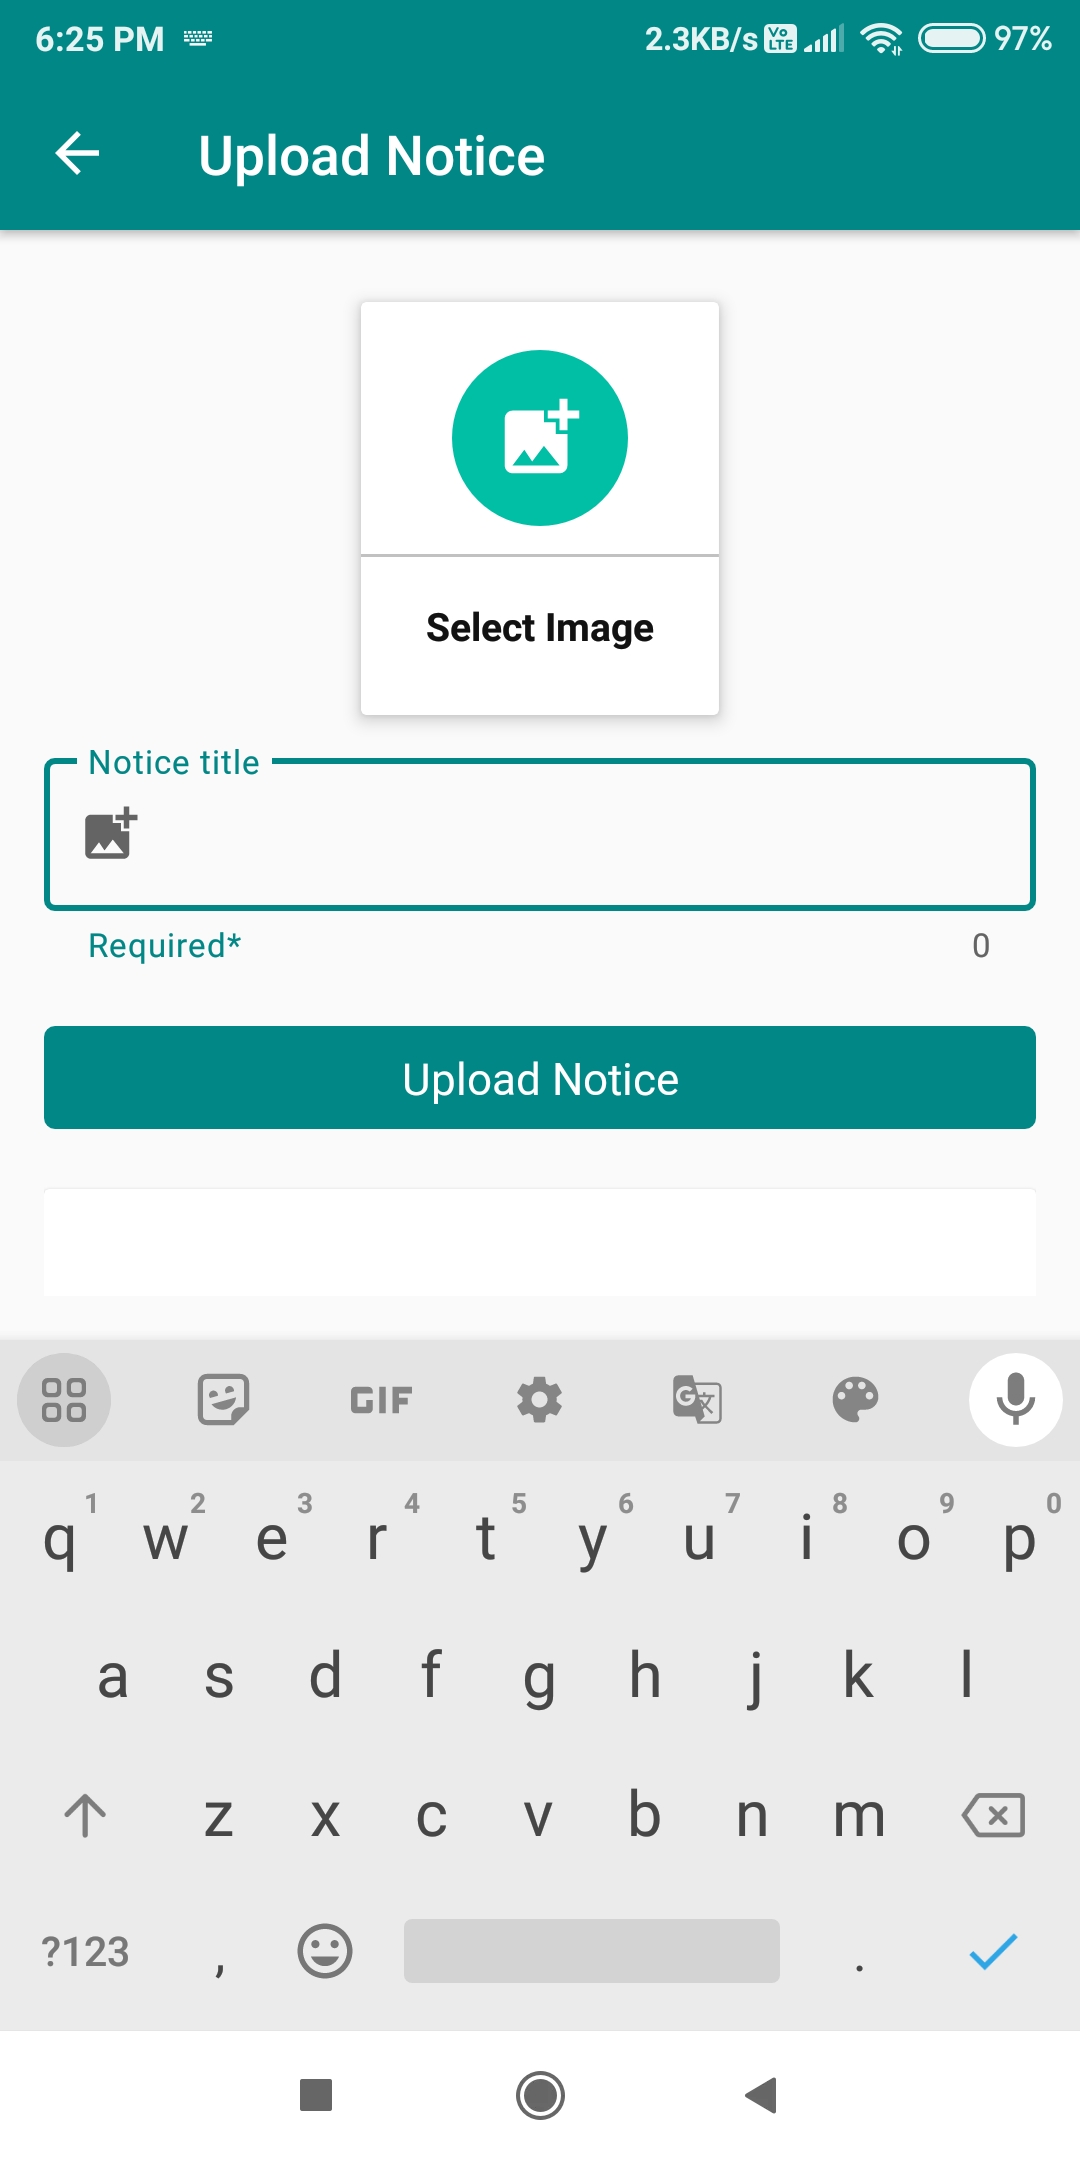 6:25 PM 2.3KB/s Vo LTE 97%
Upload Notice
Select Image
Notice title
Required* 0
Upload Notice
GIF G 文
1 2 3 4 5 6 7 8 9 0
q w e r t y u i o p
a s d f g h j k l
z x c v b n m
?123 , .